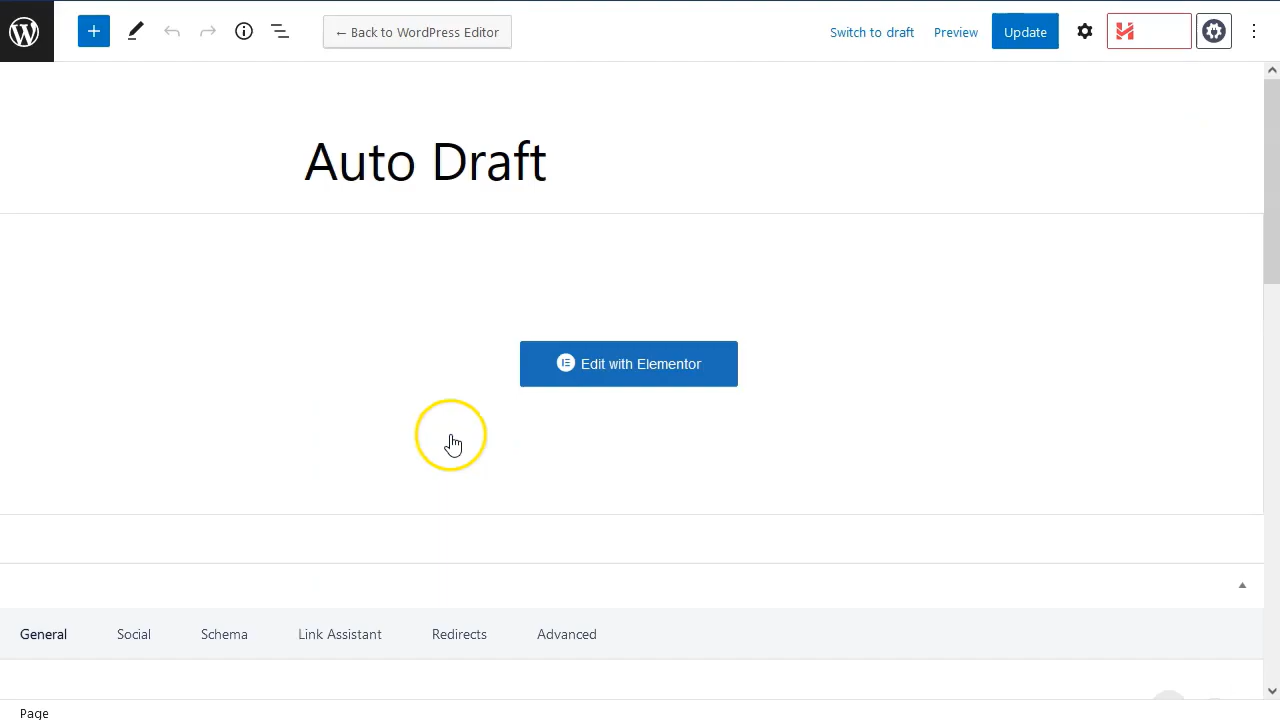 ← Back to WordPress Editor
Switch to draft
Preview
Update
Auto Draft
Edit with Elementor
General
Social
Schema
Link Assistant
Redirects
Advanced
Page